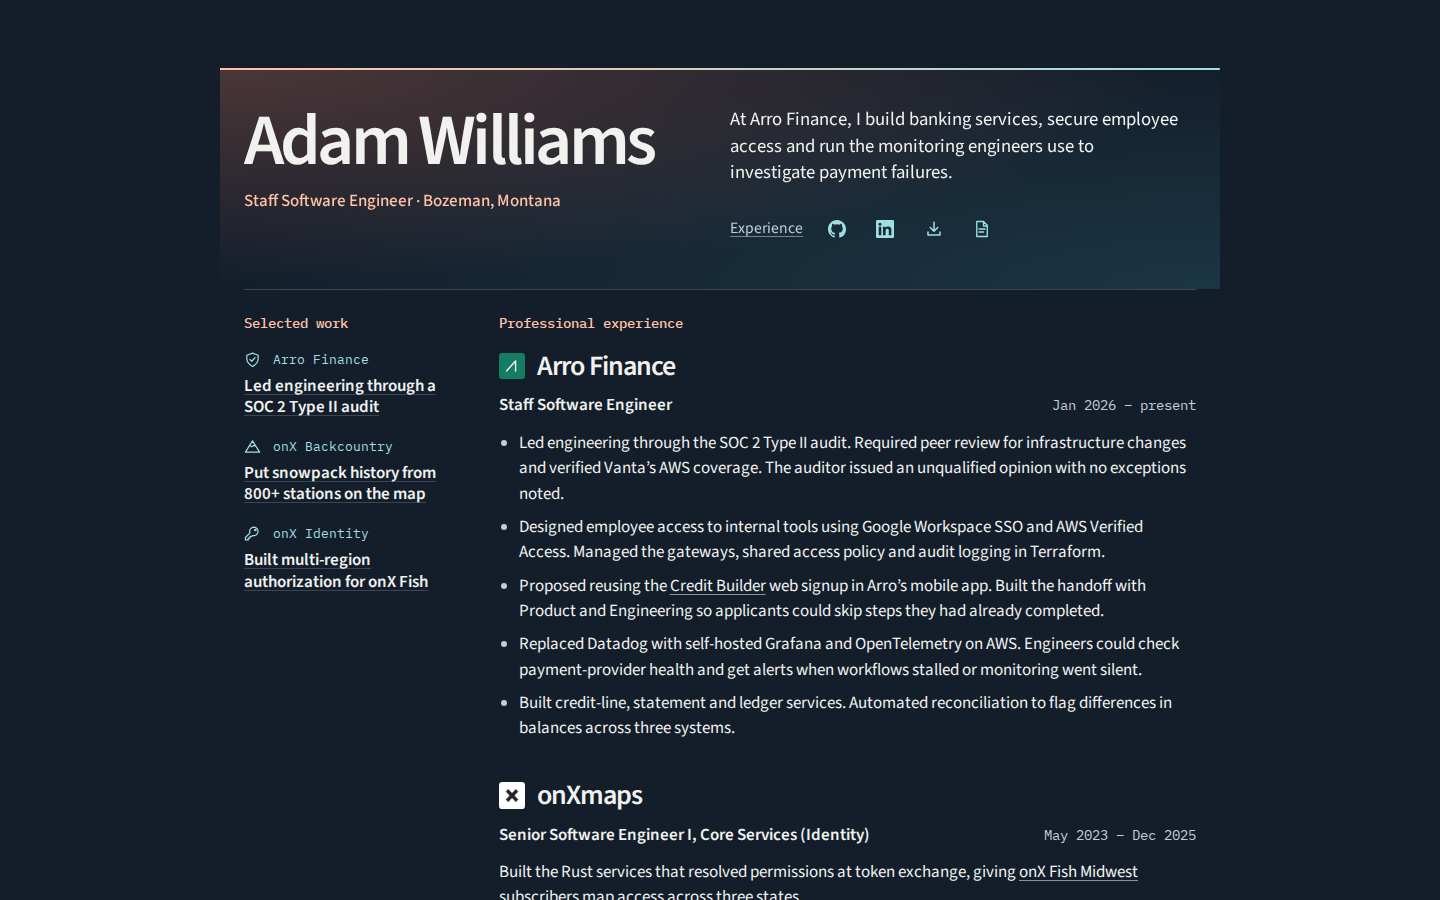 Adam Williams
Staff Software Engineer · Bozeman, Montana
At Arro Finance, I build banking services, secure employee
access and run the monitoring engineers use to
investigate payment failures.
Experience
Selected work
Arro Finance
Led engineering through a
SOC 2 Type II audit
onX Backcountry
Put snowpack history from
800+ stations on the map
onX Identity
Built multi-region
authorization for onX Fish
Professional experience
Arro Finance
Staff Software Engineer
Jan 2026 – present
Led engineering through the SOC 2 Type II audit. Required peer review for infrastructure changes
and verified Vanta’s AWS coverage. The auditor issued an unqualified opinion with no exceptions
noted.
Designed employee access to internal tools using Google Workspace SSO and AWS Verified
Access. Managed the gateways, shared access policy and audit logging in Terraform.
Proposed reusing the Credit Builder web signup in Arro’s mobile app. Built the handoff with
Product and Engineering so applicants could skip steps they had already completed.
Replaced Datadog with self-hosted Grafana and OpenTelemetry on AWS. Engineers could check
payment-provider health and get alerts when workflows stalled or monitoring went silent.
Built credit-line, statement and ledger services. Automated reconciliation to flag differences in
balances across three systems.
onXmaps
Senior Software Engineer I, Core Services (Identity)
May 2023 – Dec 2025
Built the Rust services that resolved permissions at token exchange, giving onX Fish Midwest
subscribers map access across three states.